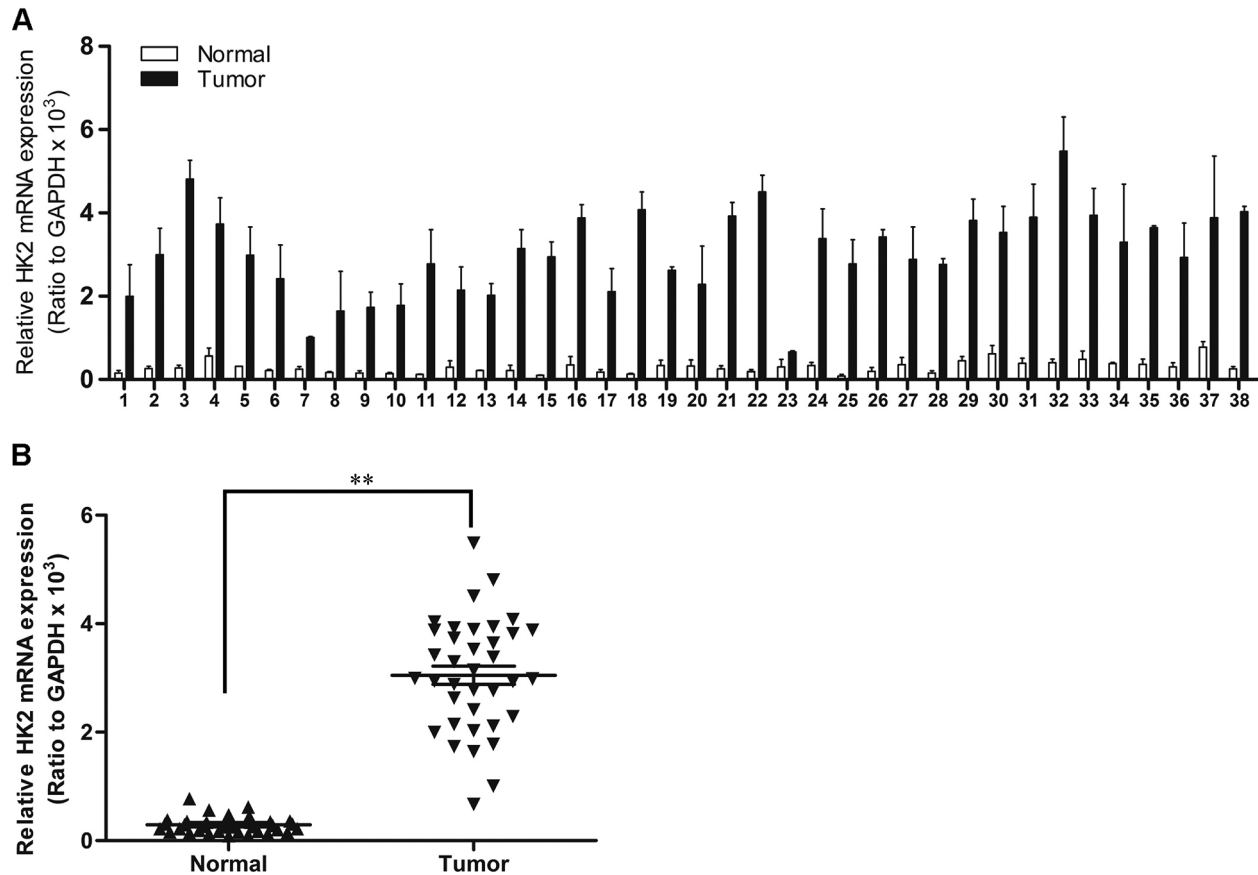 A
Relative HK2 mRNA expression
(Ratio to GAPDH x 10³)
8
6
4
2
0
Normal
Tumor
1 2 3 4 5 6 7 8 9 10 11 12 13 14 15 16 17 18 19 20 21 22 23 24 25 26 27 28 29 30 31 32 33 34 35 36 37 38
B
Relative HK2 mRNA expression
(Ratio to GAPDH x 10³)
**
6
4
2
0
Normal Tumor